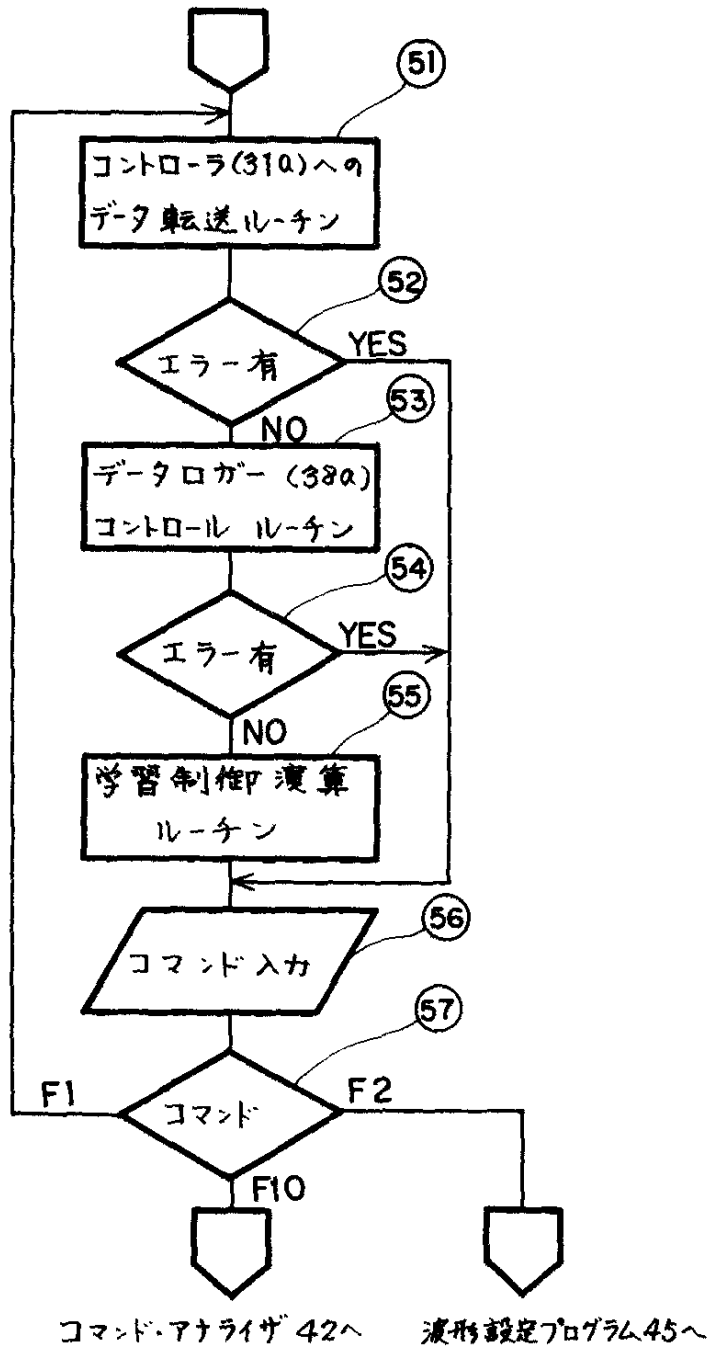 51
コントローラ(31a)への
データ転送ルーチン
52
エラー有
YES
53
NO
データロガー(38a)
コントロール ルーチン
54
エラー有
YES
55
NO
学習制御演算
ルーチン
56
コマンド入力
57
F1
コマンド
F2
F10
コマンド・アナライザ42へ
波形設定プログラム45へ